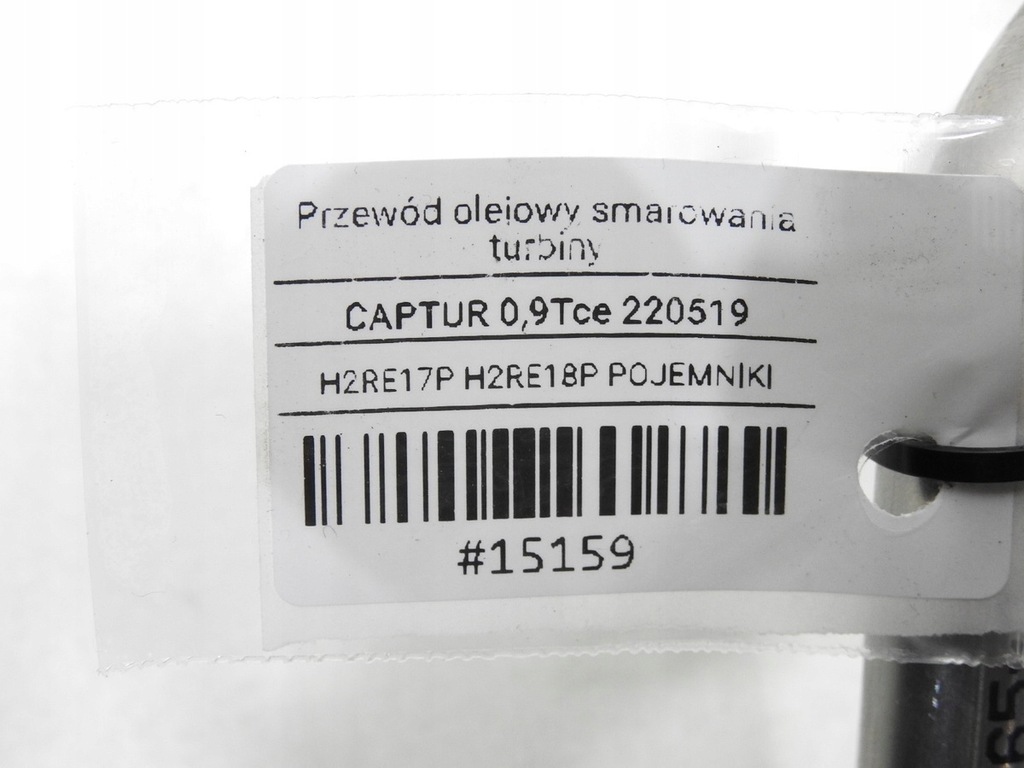 Przewód olejowy smarowania
turbiny
CAPTUR 0,9Tce 220519
H2RE17P H2RE18P POJEMNIKI
#15159